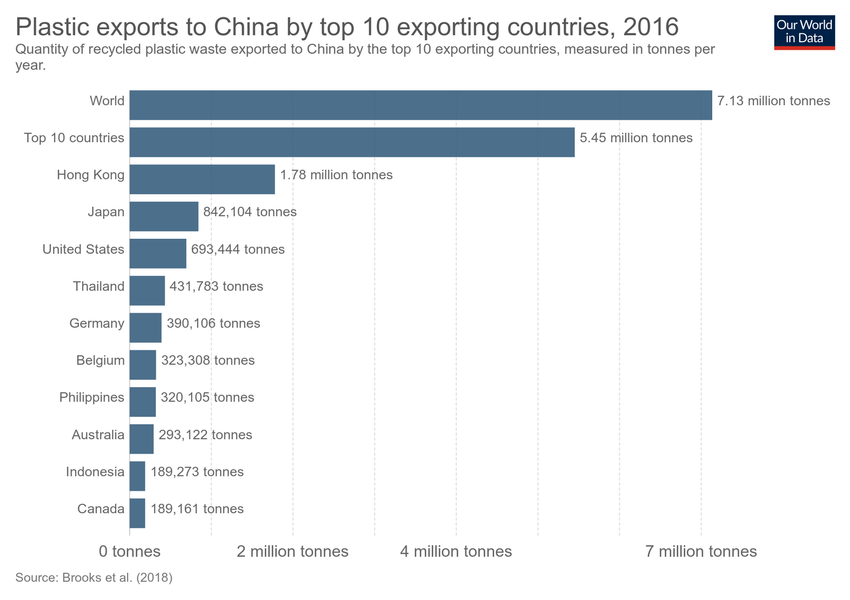 Plastic exports to China by top 10 exporting countries, 2016
Our World
in Data
Quantity of recycled plastic waste exported to China by the top 10 exporting countries, measured in tonnes per
year.
World 7.13 million tonnes
Top 10 countries 5.45 million tonnes
Hong Kong 1.78 million tonnes
Japan 842,104 tonnes
United States 693,444 tonnes
Thailand 431,783 tonnes
Germany 390,106 tonnes
Belgium 323,308 tonnes
Philippines 320,105 tonnes
Australia 293,122 tonnes
Indonesia 189,273 tonnes
Canada 189,161 tonnes
0 tonnes 2 million tonnes 4 million tonnes 7 million tonnes
Source: Brooks et al. (2018)